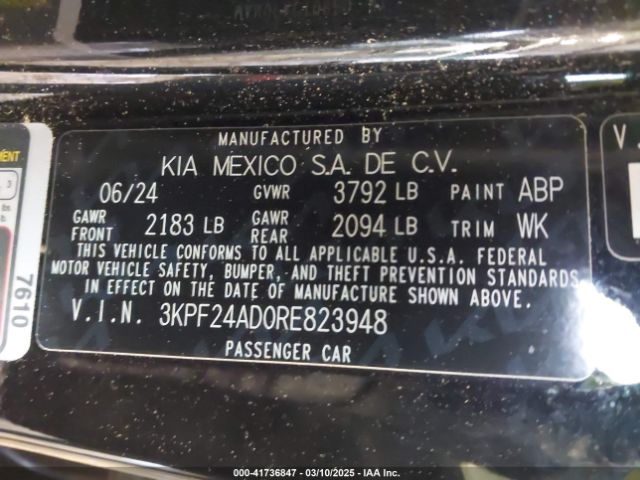 MANUFACTURED BY
KIA MEXICO S.A. DE C.V.
06/24 GVWR 3792 LB PAINT ABP
GAWR FRONT 2183 LB GAWR REAR 2094 LB TRIM WK
THIS VEHICLE CONFORMS TO ALL APPLICABLE U.S.A. FEDERAL
MOTOR VEHICLE SAFETY, BUMPER, AND THEFT PREVENTION STANDARDS
IN EFFECT ON THE DATE OF MANUFACTURE SHOWN ABOVE.
V.I.N. 3KPF24AD0RE823948
PASSENGER CAR
7610
V.
000-41736847 — 03/10/2025 — IAA Inc.